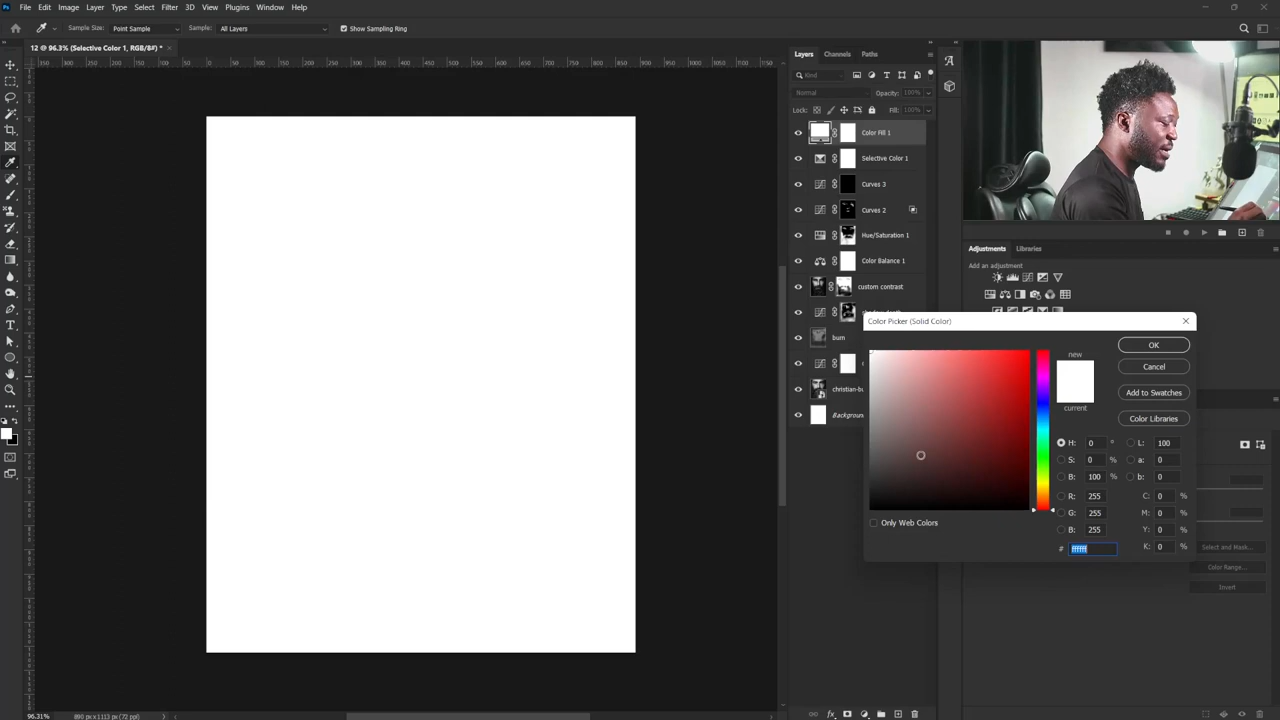 File Edit Image Layer Type Select Filter 3D View Plugins Window Help
Sample Size: Point Sample Sample: All Layers Show Sampling Ring
12 @ 96.3% (Selective Color 1, RGB/8#) *
Layers Channels Paths
Kind
Normal Opacity: 100%
Lock: Fill: 100%
Color Fill 1
Selective Color 1
Curves 3
Curves 2
Hue/Saturation 1
Color Balance 1
custom contrast
burn
christian-bu
Background
Adjustments Libraries
Add an adjustment
Color Picker (Solid Color)
new
current
OK
Cancel
Add to Swatches
Color Libraries
H: 0 °
S: 0 %
B: 100 %
R: 255
G: 255
B: 255
# ffffff
L: 100
a: 0
b: 0
C: 0 %
M: 0 %
Y: 0 %
K: 0 %
Only Web Colors
Select and Mask...
Color Range...
Invert
96.31% 890 px x 1113 px (72 ppi)